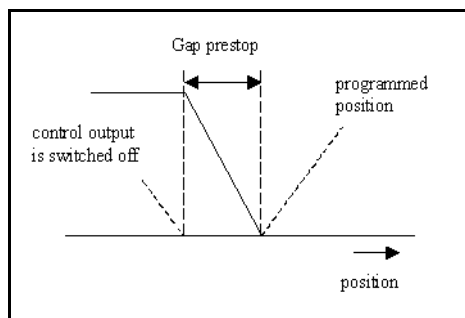 Gap prestop
programmed
position
control output
is switched off
position